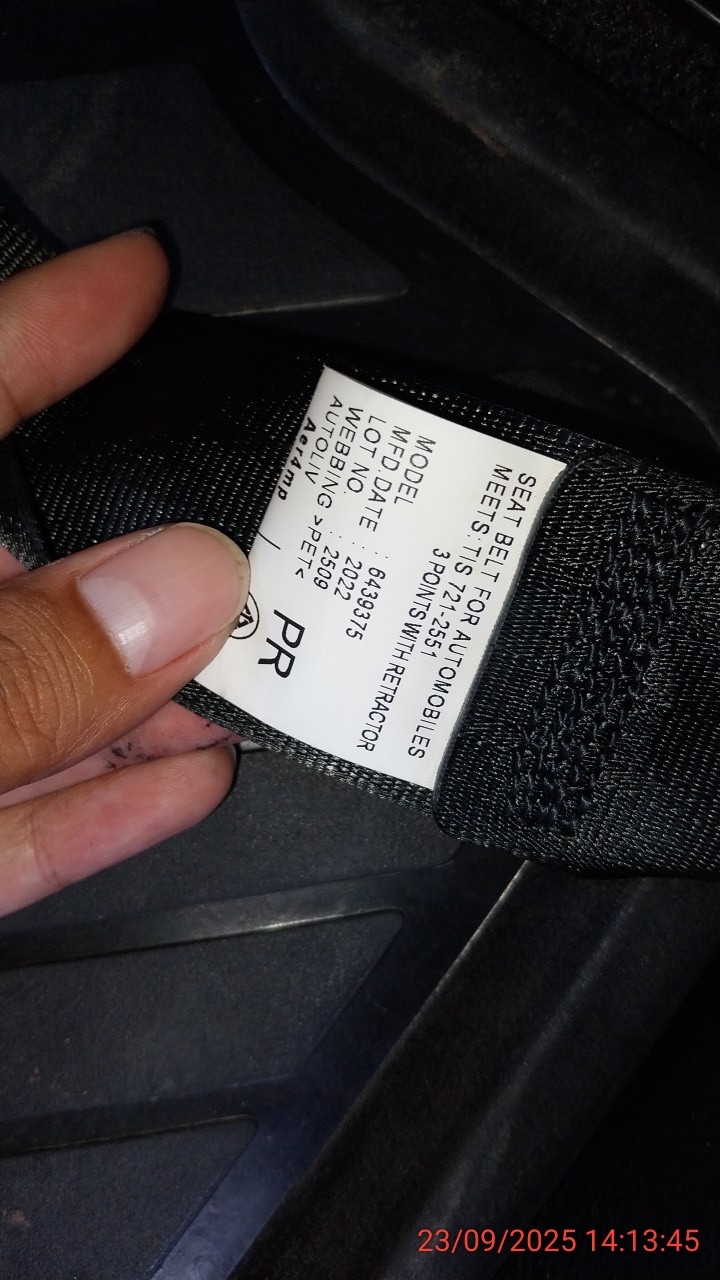 SEAT BELT FOR AUTOMOBILES
MEETS: TIS 721-2551
3 POINTS WITH RETRACTOR
MODEL : 6439375
MFD DATE : 2022
LOT NO. : 2509
WEBBING >PET<
AUTOLIV
Aer4mp /
PR
23/09/2025 14:13:45